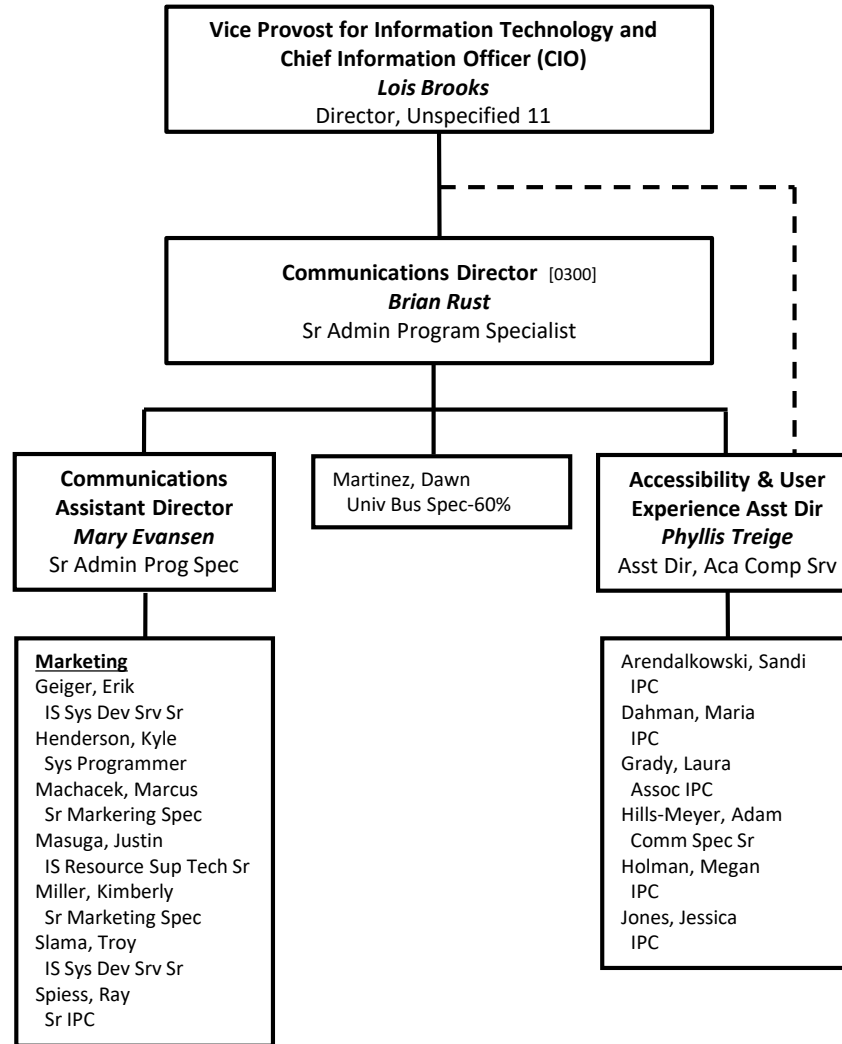 Vice Provost for Information Technology and
Chief Information Officer (CIO)
Lois Brooks
Director, Unspecified 11
Communications Director [0300]
Brian Rust
Sr Admin Program Specialist
Communications
Assistant Director
Mary Evansen
Sr Admin Prog Spec
Martinez, Dawn
Univ Bus Spec-60%
Accessibility & User
Experience Asst Dir
Phyllis Treige
Asst Dir, Aca Comp Srv
Marketing
Geiger, Erik
IS Sys Dev Srv Sr
Henderson, Kyle
Sys Programmer
Machacek, Marcus
Sr Markering Spec
Masuga, Justin
IS Resource Sup Tech Sr
Miller, Kimberly
Sr Marketing Spec
Slama, Troy
IS Sys Dev Srv Sr
Spiess, Ray
Sr IPC
Arendalkowski, Sandi
IPC
Dahman, Maria
IPC
Grady, Laura
Assoc IPC
Hills-Meyer, Adam
Comm Spec Sr
Holman, Megan
IPC
Jones, Jessica
IPC